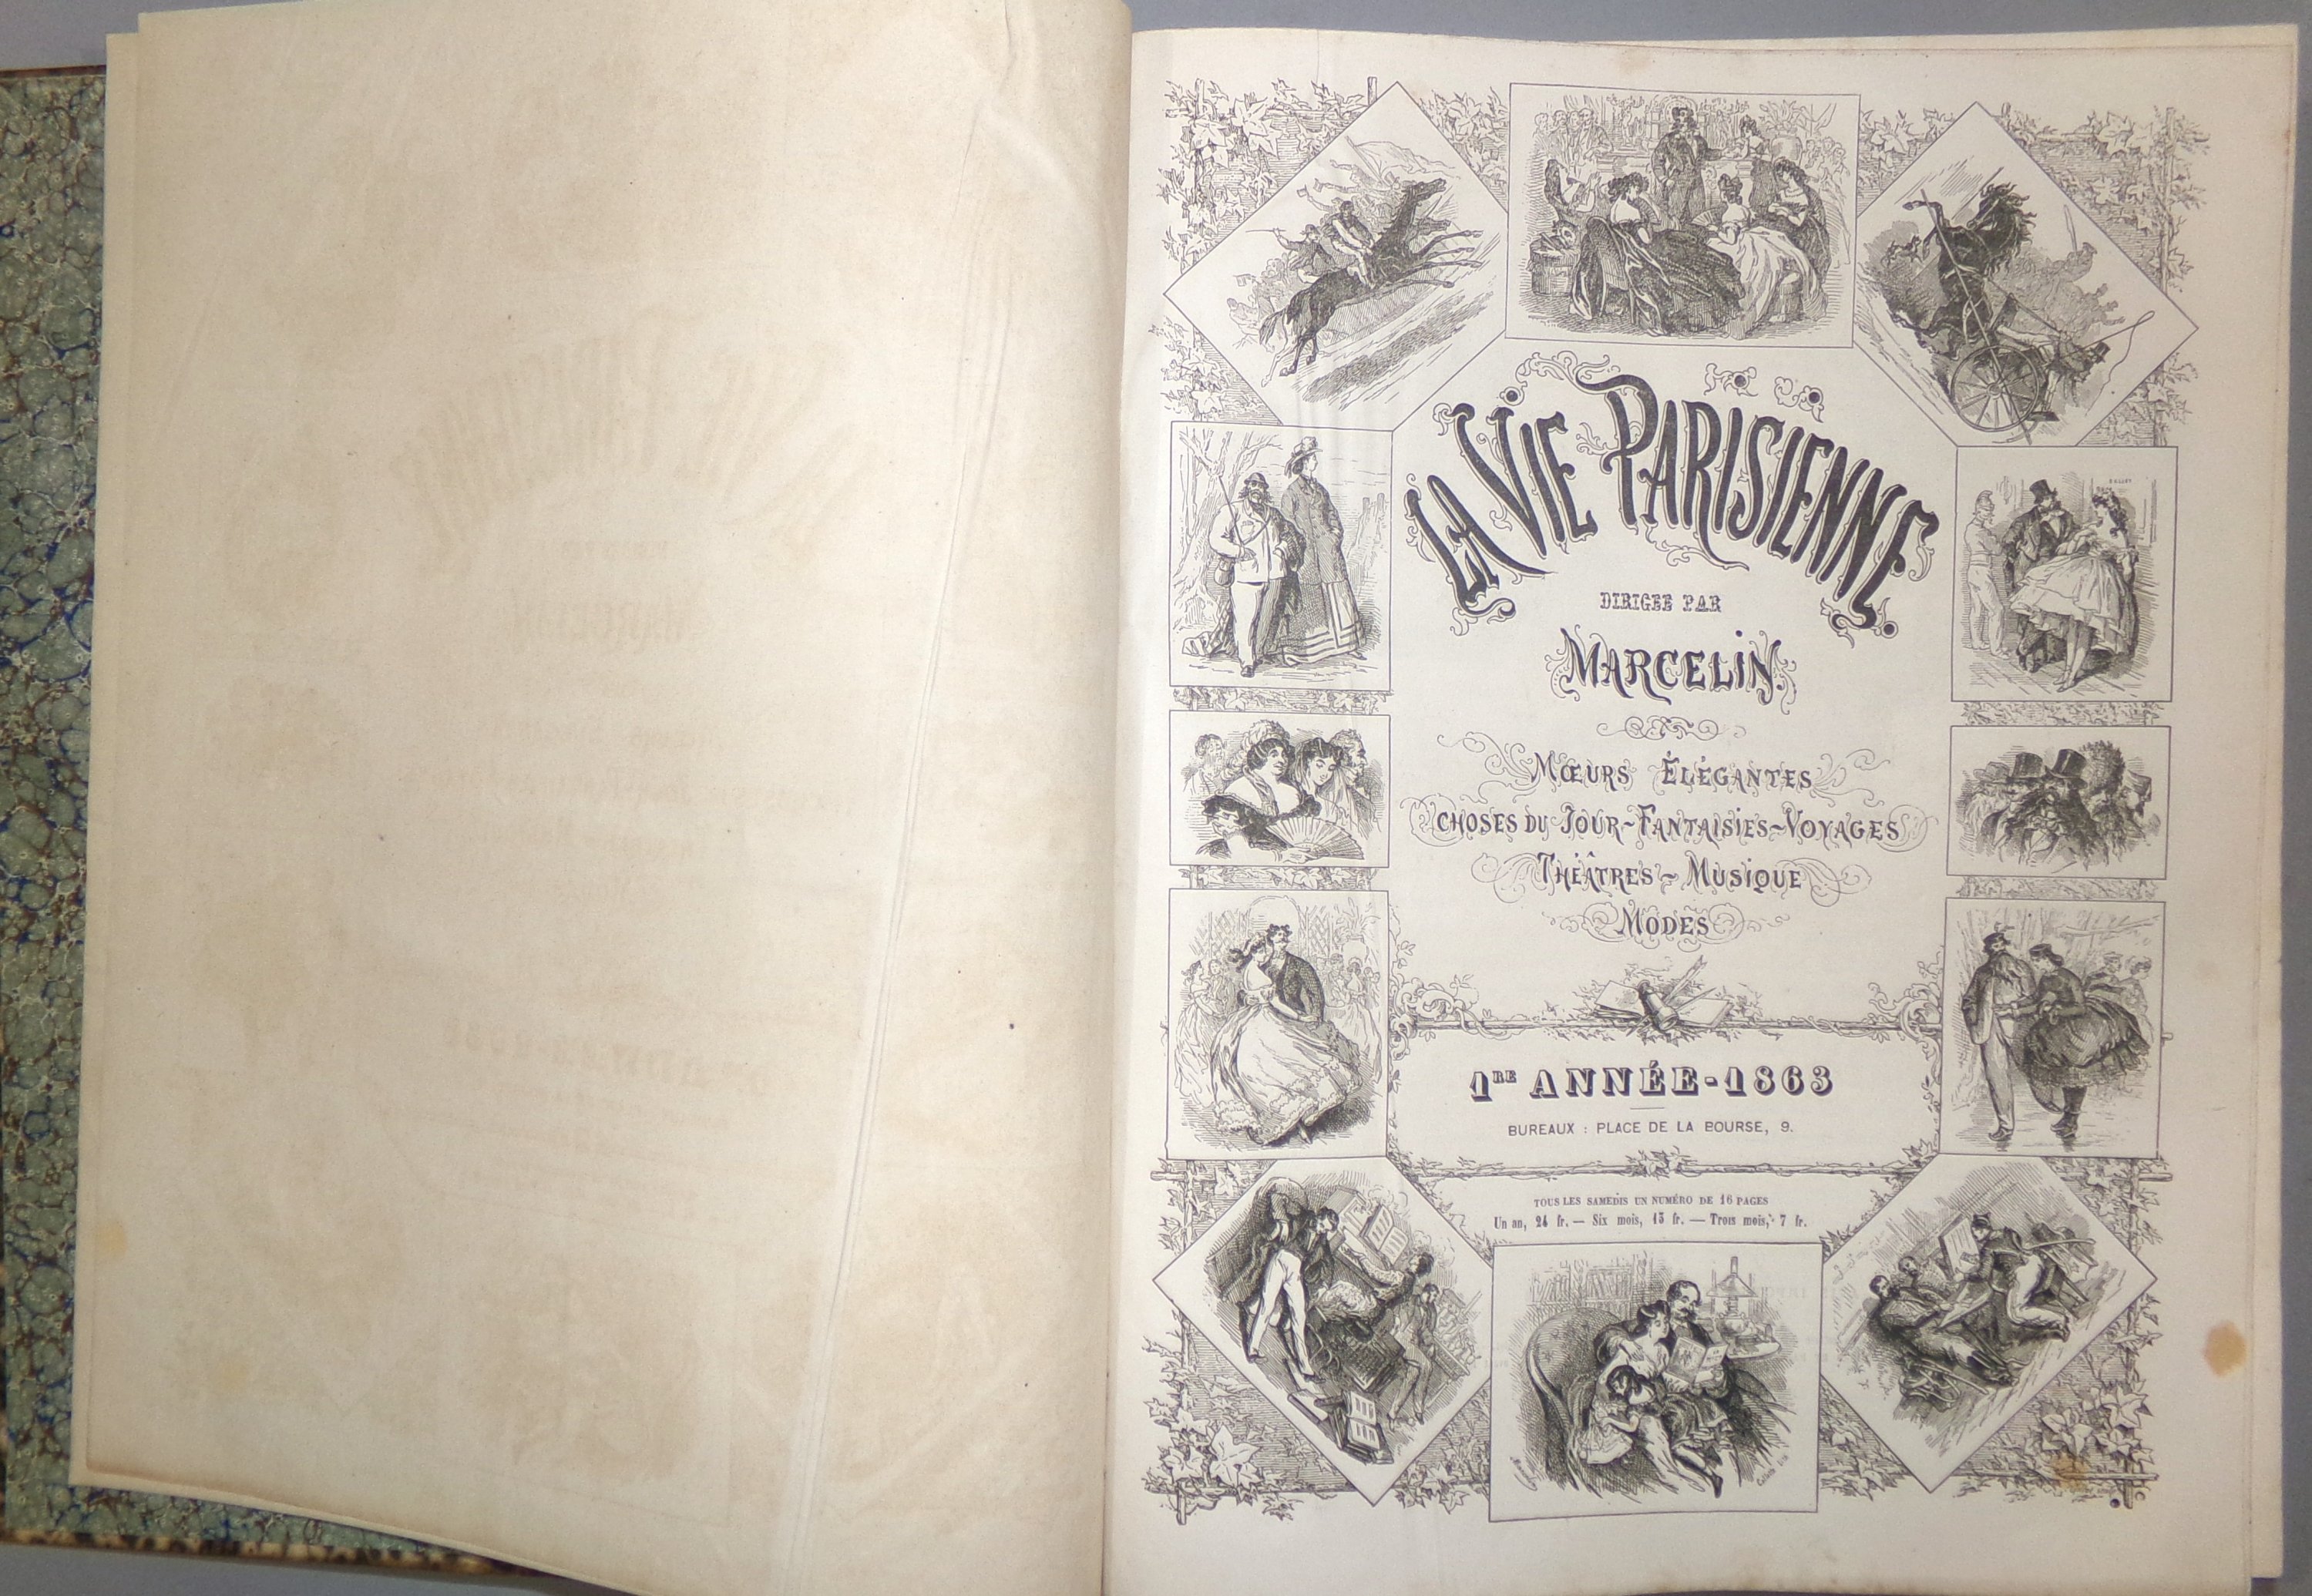 LA VIE PARISIENNE
DIRIGEE PAR
MARCELIN.
MŒURS ÉLÉGANTES
CHOSES DU JOUR-FANTAISIES-VOYAGES
THÉÂTRES - MUSIQUE
MODES
1RE ANNÉE-1863
BUREAUX : PLACE DE LA BOURSE, 9.
TOUS LES SAMEDIS UN NUMÉRO DE 16 PAGES
Un an, 24 fr. — Six mois, 13 fr. — Trois mois, 7 fr.